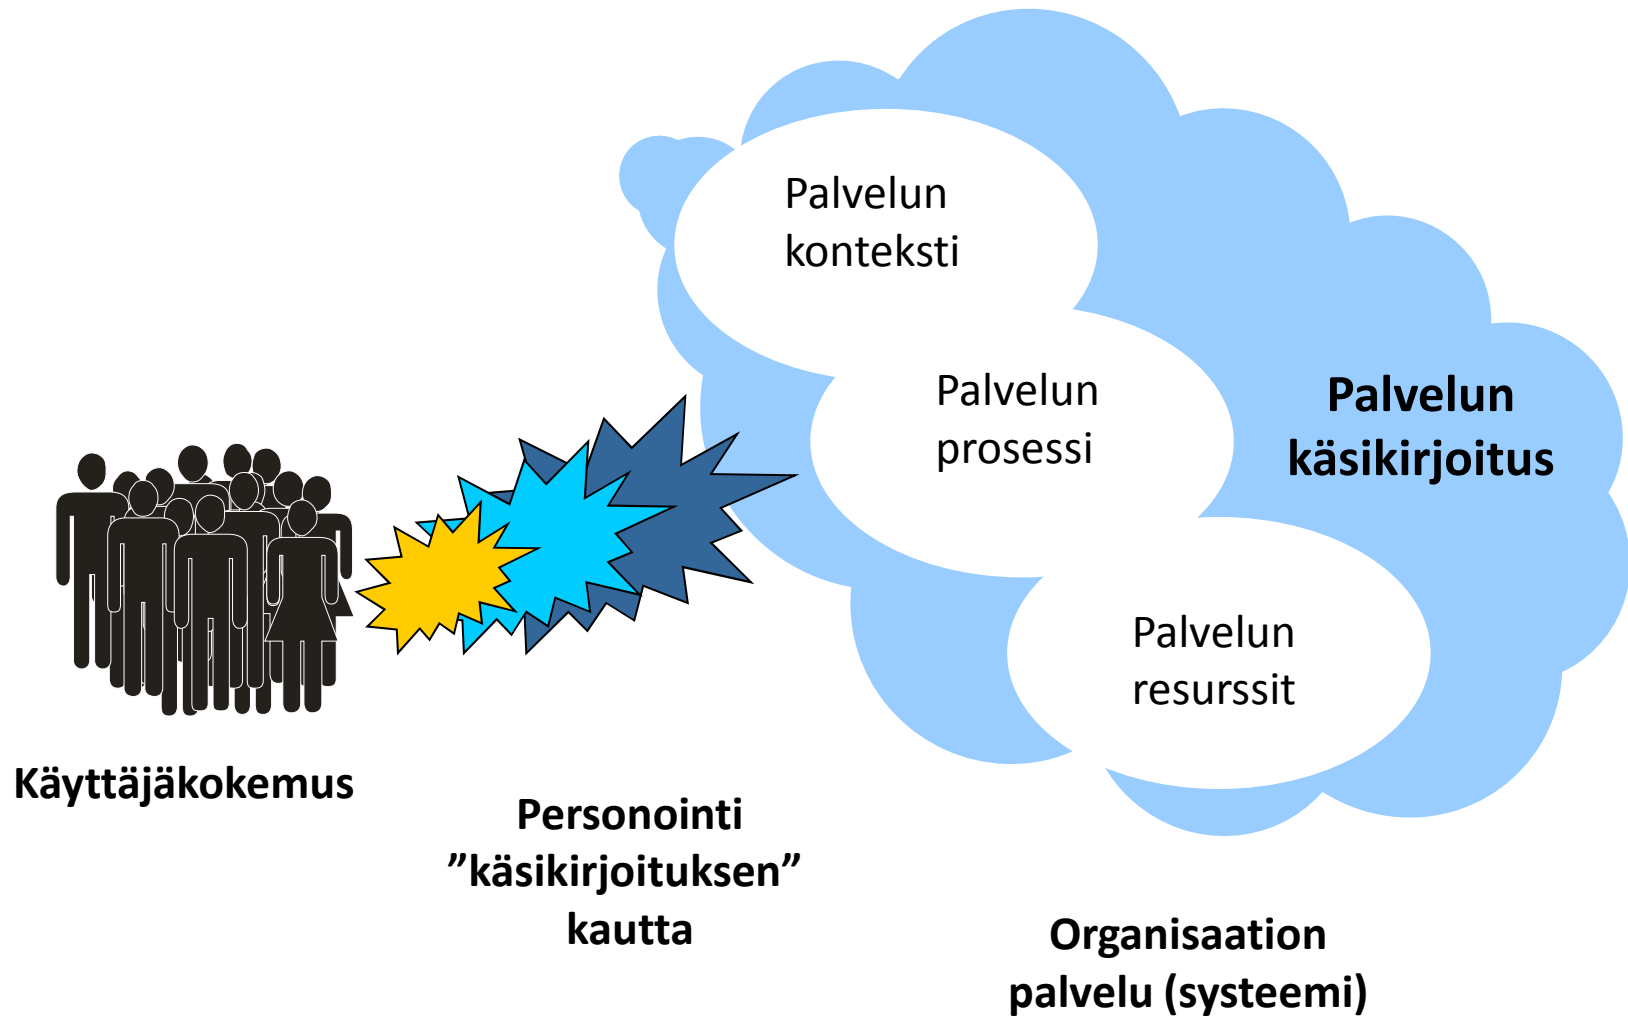 Palvelun
konteksti
Palvelun
prosessi
Palvelun
käsikirjoitus
Palvelun
resurssit
Käyttäjäkokemus
Personointi
”käsikirjoituksen”
kautta
Organisaation
palvelu (systeemi)